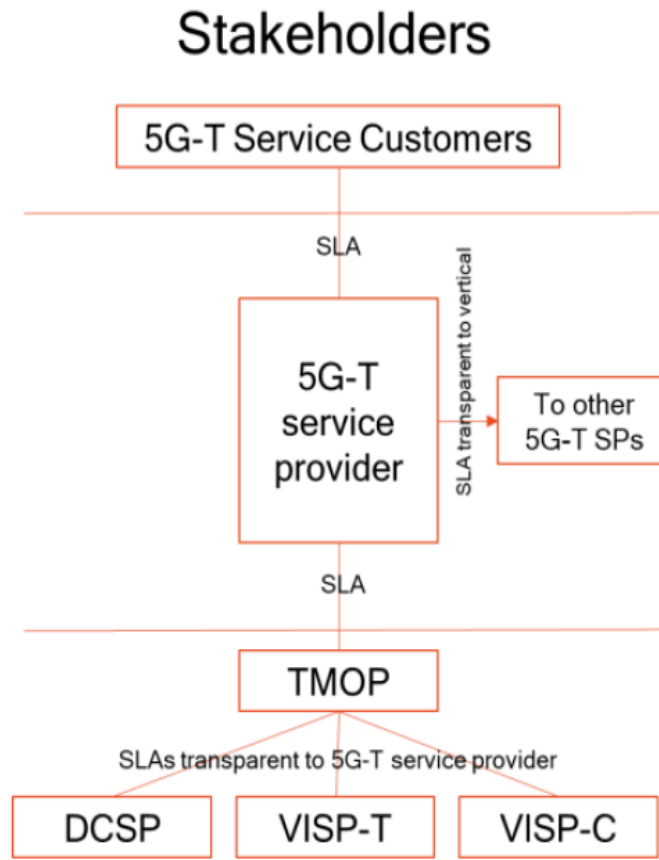 Stakeholders
5G-T Service Customers
SLA
5G-T
service
provider
SLA transparent to vertical
To other
5G-T SPs
SLA
TMOP
SLAs transparent to 5G-T service provider
DCSP
VISP-T
VISP-C